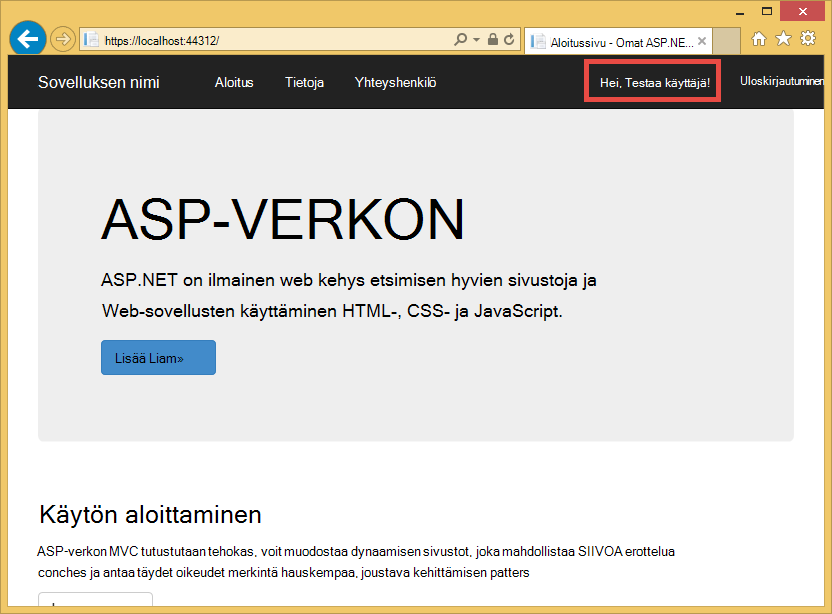 https://localhost:44312/
Aloitussivu - Omat ASP.NE...
Sovelluksen nimi
Aloitus
Tietoja
Yhteyshenkilö
Hei, Testaa käyttäjä!
Uloskirjautuminen
ASP-VERKON
ASP.NET on ilmainen web kehys etsimisen hyvien sivustoja ja
Web-sovellusten käyttäminen HTML-, CSS- ja JavaScript.
Lisää Liam»
Käytön aloittaminen
ASP-verkon MVC tutustutaan tehokas, voit muodostaa dynaamisen sivustot, joka mahdollistaa SIIVOA erottelua
conches ja antaa täydet oikeudet merkintä hauskempaa, joustava kehittämisen patters